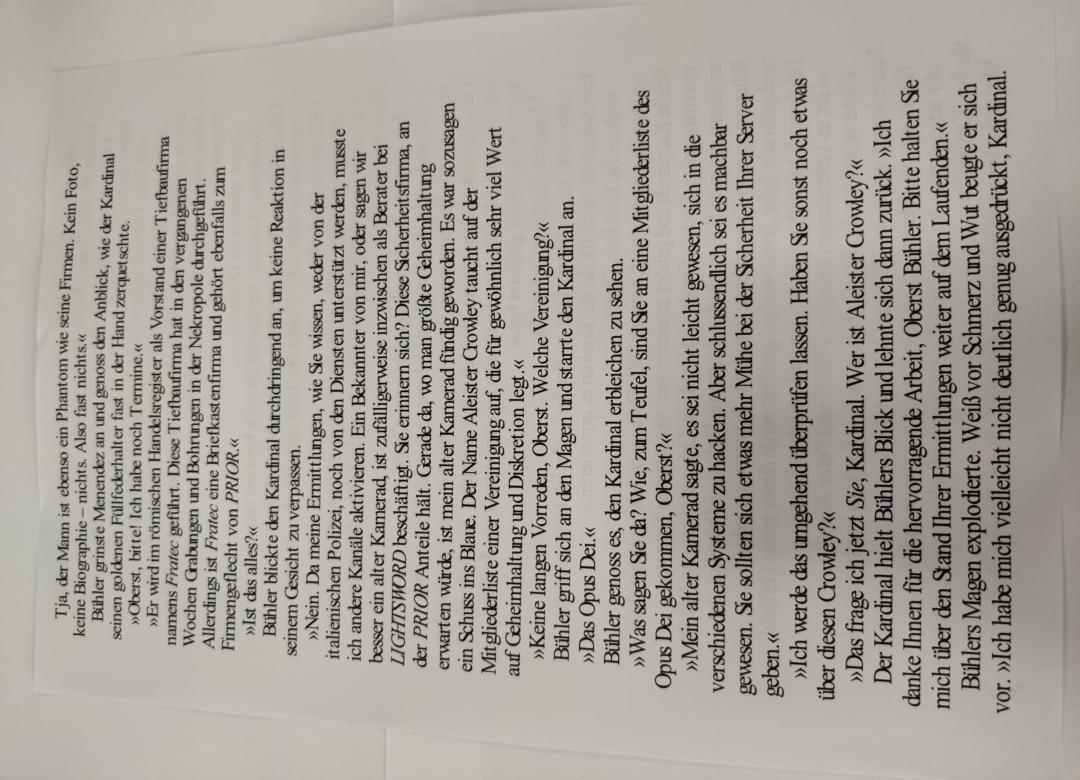 Tja, der Mann ist ebenso ein Phantom wie seine Firmen. Kein Foto,
keine Biographie – nichts. Also fast nichts.«
Bühler grinste Menendez an und genoss den Anblick, wie der Kardinal
seinen goldenen Füllfederhalter fast in der Hand zerquetschte.
»Oberst, bitte! Ich habe noch Termine.«
»Er wird im römischen Handelsregister als Vorstand einer Tiefbaufirma
namens Fratec geführt. Diese Tiefbaufirma hat in den vergangenen
Wochen Grabungen und Bohrungen in der Nekropole durchgeführt.
Allerdings ist Fratec eine Briefkastenfirma und gehört ebenfalls zum
Firmengeflecht von PRIOR.«
»Ist das alles?«
Bühler blickte den Kardinal durchdringend an, um keine Reaktion in
seinem Gesicht zu verpassen.
»Nein. Da meine Ermittlungen, wie Sie wissen, weder von der
italienischen Polizei, noch von den Diensten unterstützt werden, musste
ich andere Kanäle aktivieren. Ein Bekannter von mir, oder sagen wir
besser ein alter Kamerad, ist zufälligerweise inzwischen als Berater bei
LIGHTSWORD beschäftigt. Sie erinnern sich? Diese Sicherheitsfirma, an
der PRIOR Anteile hält. Gerade da, wo man größte Geheimhaltung
erwarten würde, ist mein alter Kamerad fündig geworden. Es war sozusagen
ein Schuss ins Blaue. Der Name Aleister Crowley taucht auf der
Mitgliederliste einer Vereinigung auf, die für gewöhnlich sehr viel Wert
auf Geheimhaltung und Diskretion legt.«
»Keine langen Vorreden, Oberst. Welche Vereinigung?«
Bühler griff sich an den Magen und starrte den Kardinal an.
»Das Opus Dei.«
Bühler genoss es, den Kardinal erbleichen zu sehen.
»Was sagen Sie da? Wie, zum Teufel, sind Sie an eine Mitgliederliste des
Opus Dei gekommen, Oberst?«
»Mein alter Kamerad sagte, es sei nicht leicht gewesen, sich in die
verschiedenen Systeme zu hacken. Aber schlussendlich sei es machbar
gewesen. Sie sollten sich etwas mehr Mühe bei der Sicherheit Ihrer Server
geben.«
»Ich werde das umgehend überprüfen lassen. Haben Sie sonst noch etwas
über diesen Crowley?«
»Das frage ich jetzt Sie, Kardinal. Wer ist Aleister Crowley?«
Der Kardinal hielt Bühlers Blick und lehnte sich dann zurück. »Ich
danke Ihnen für die hervorragende Arbeit, Oberst Bühler. Bitte halten Sie
mich über den Stand Ihrer Ermittlungen weiter auf dem Laufenden.«
Bühlers Magen explodierte. Weiß vor Schmerz und Wut beugte er sich
vor. »Ich habe mich vielleicht nicht deutlich genug ausgedrückt, Kardinal.